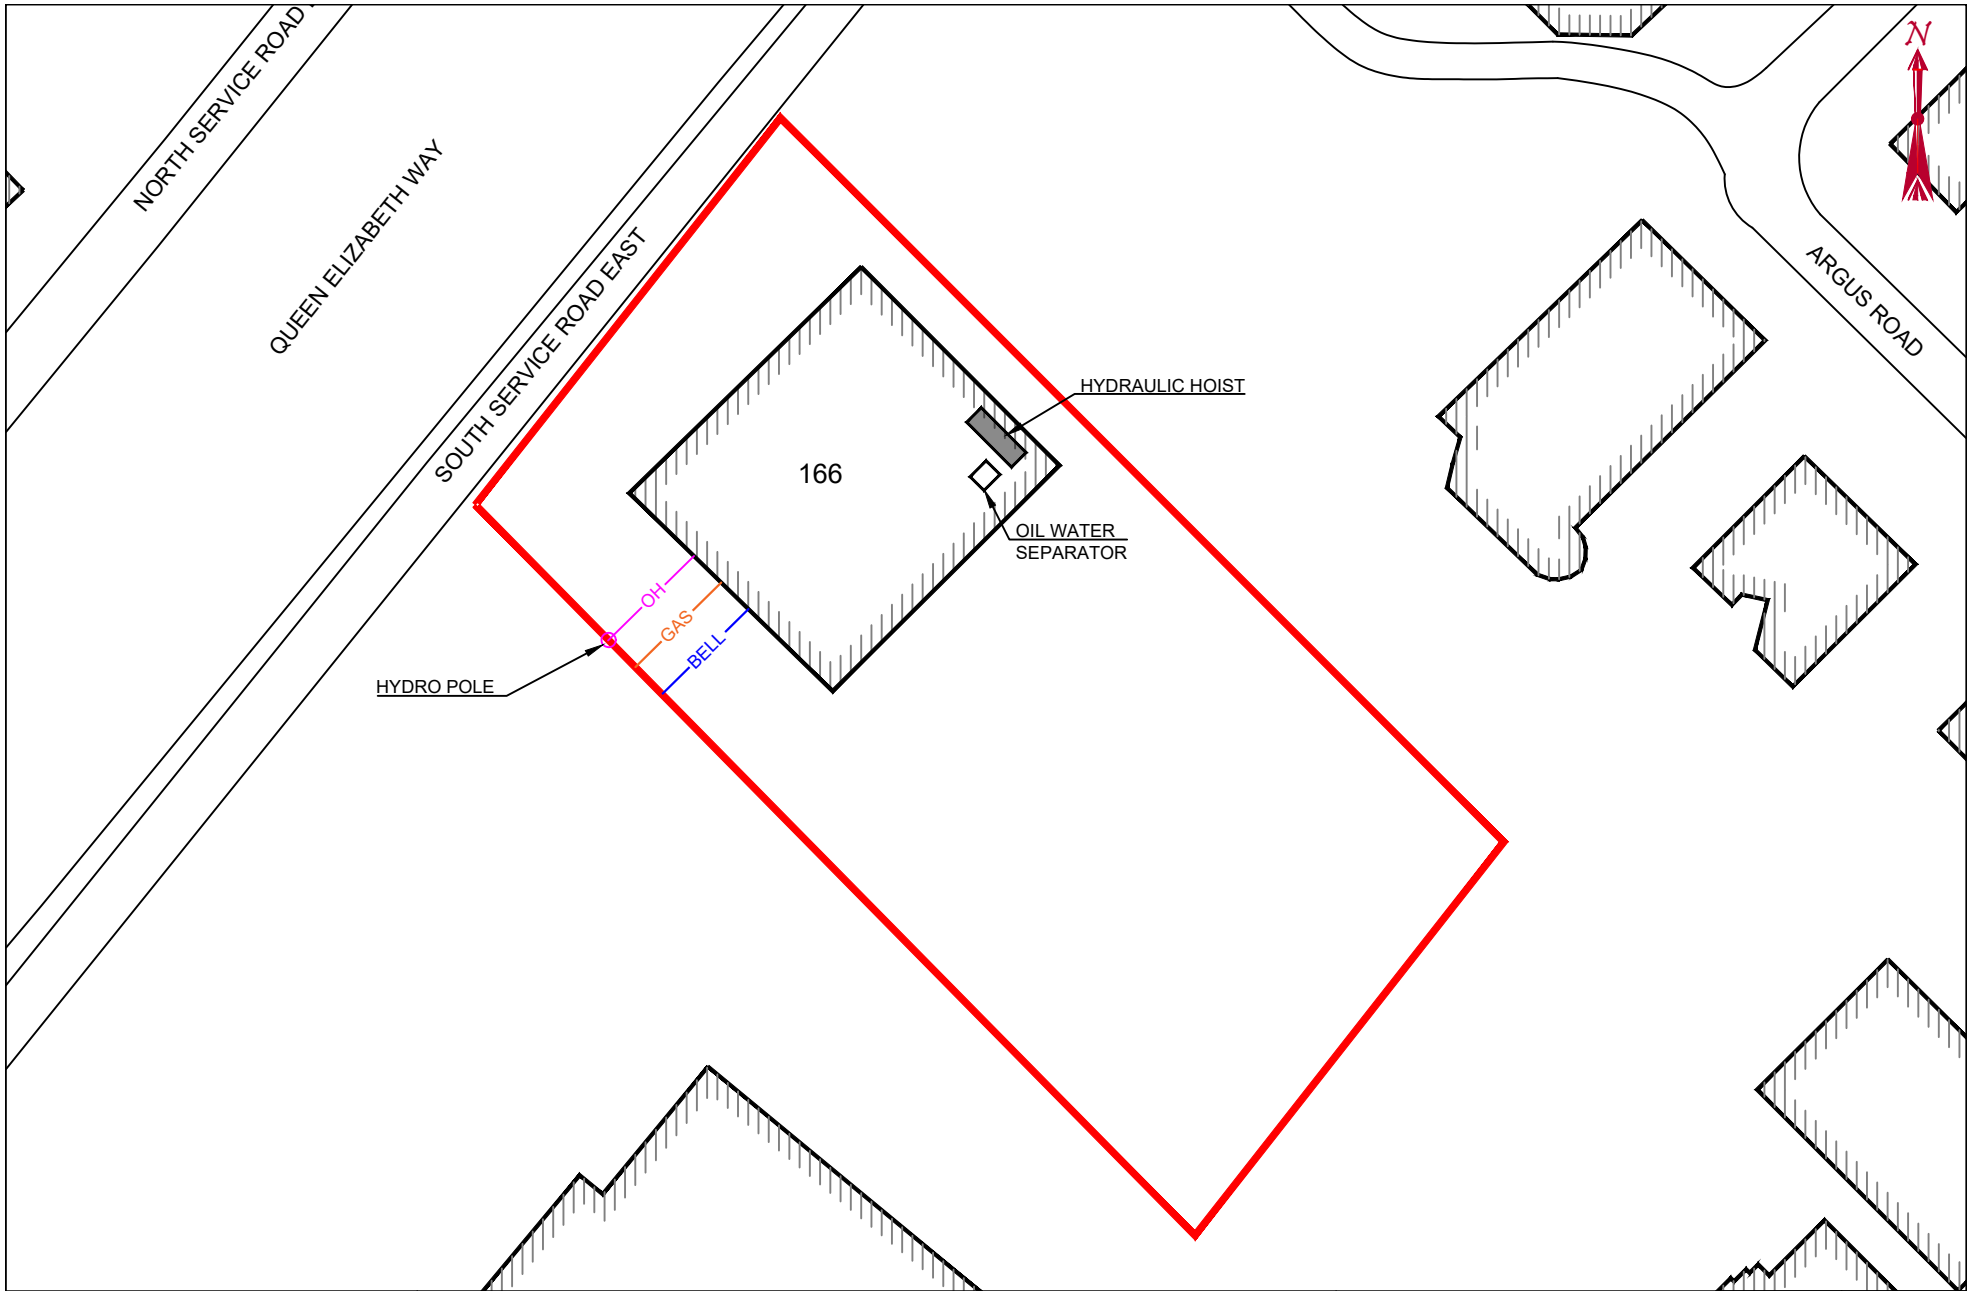 NORTH SERVICE ROAD
N
QUEEN ELIZABETH WAY
SOUTH SERVICE ROAD EAST
ARGUS ROAD
HYDRAULIC HOIST
166
OIL WATER
SEPARATOR
OH
GAS
BELL
HYDRO POLE